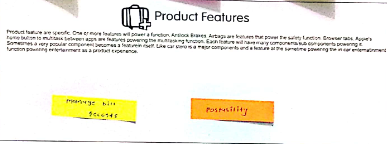 Product Features
Product feature are specific. One or more features will power a function. Antilock Brakes. Airbags are features that power the safety function. Browser tabs. Apple's
home button to multitask between apps are features powering the multitasking function. Each feature will have many components/sub components powering it.
Sometimes a very popular component becomes a feature in itself. Like car stereo is a major components and a feature at the same time powering the in car entertainment
function powering entertainment as a product experience.
Manage bill
records
Portability